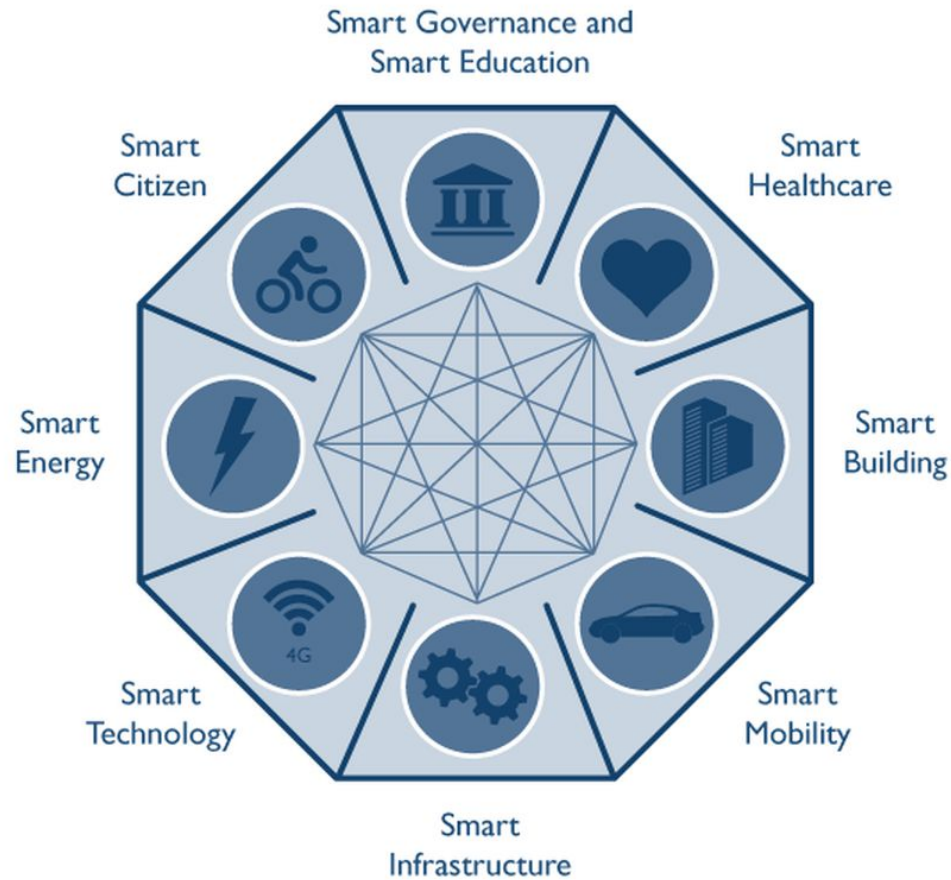 Smart Governance and
Smart Education
Smart
Citizen
Smart
Healthcare
Smart
Energy
Smart
Building
4G
Smart
Technology
Smart
Mobility
Smart
Infrastructure